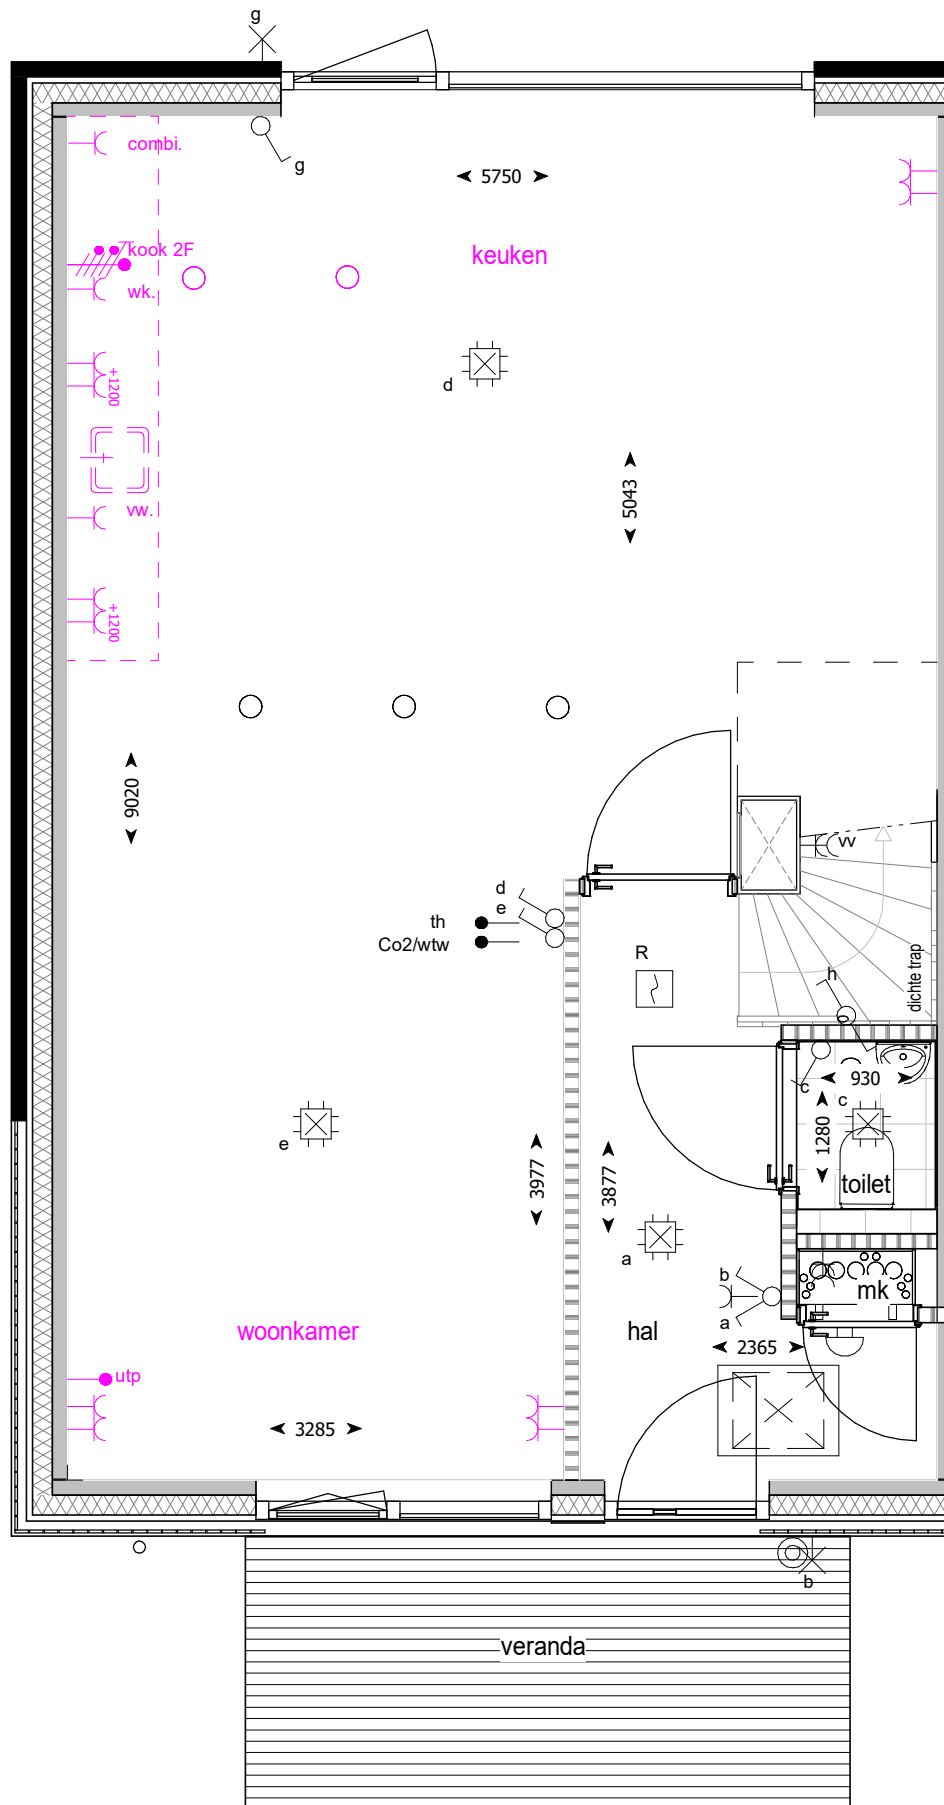 g
combi.
g
5750
keuken
kook 2F
wk.
+1200
d
5043
vw.
+1200
9020
vv
d
e
th
Co2/wtw
R
h
dichte trap
c
930
c
1280
e
3977
3877
toilet
a
b
mk
a
woonkamer
hal
2365
utp
3285
b
veranda